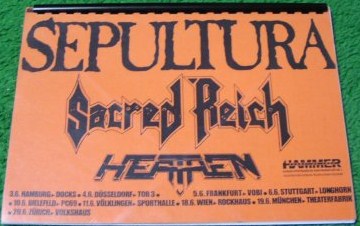 SEPULTURA
Sacred Reich
HEATHEN
HAMMER
3.6. HAMBURG» DOCKS • 4.6. DÜSSELDORF» TOR 3 • 5.6. FRANKFURT» VOBI • 6.6. STUTTGART» LONGHORN
• 10.6. BIELEFELD» PC69 • 11.6. VÖLKLINGEN» SPORTHALLE • 18.6. WIEN» ROCKHAUS • 19.6. MÜNCHEN» THEATERFABRIK
• 20.6. ZÜRICH» VOLKSHAUS